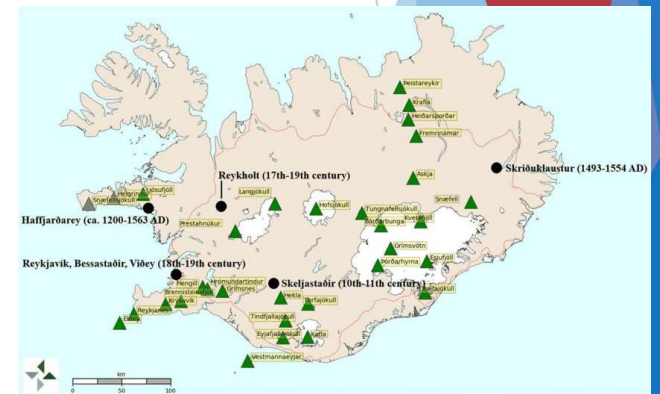 Þeistareykir
Krafla
Heiðarsporðar
Fremrinámar
Skriðuklaustur (1493-1554 AD)
Askja
Reykholt (17th-19th century)
Ljósufjöll
Helgrindur
Snæfellsjökull
Langjökull
Snæfell
Hofsjökull
Tungnafellsjökull
Haffjarðarey (ca. 1200-1563 AD)
Bárðarbunga
Kverkfjöll
Prestahnúkur
Grímsvötn
Reykjavík, Bessastaðir, Viðey (18th-19th century)
Esjufjöll
Þórðarhyrna
Hengill
Hrómundartindur
Skeljastaðir (10th-11th century)
Grímsnes
Brennisteinsfjöll
Öræfajökull
Krýsuvík
Hekla
Torfajökull
Reykjanes
Eldey
Tindfjallajökull
Eyjafjallajökull
Katla
Vestmannaeyjar
km
0 50 100